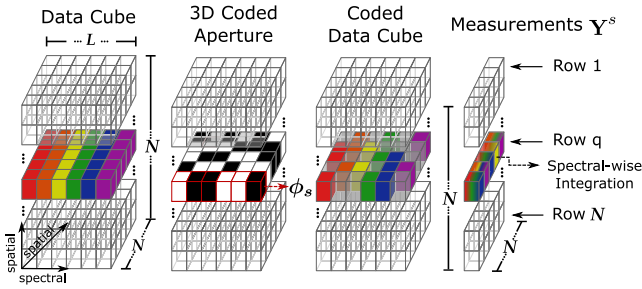 Data Cube
3D Coded Aperture
Coded Data Cube
Measurements Y^s
... L ...
N
ϕ_s
N
Row 1
Row q
Spectral-wise Integration
Row N
spatial
spatial
spectral
N
N